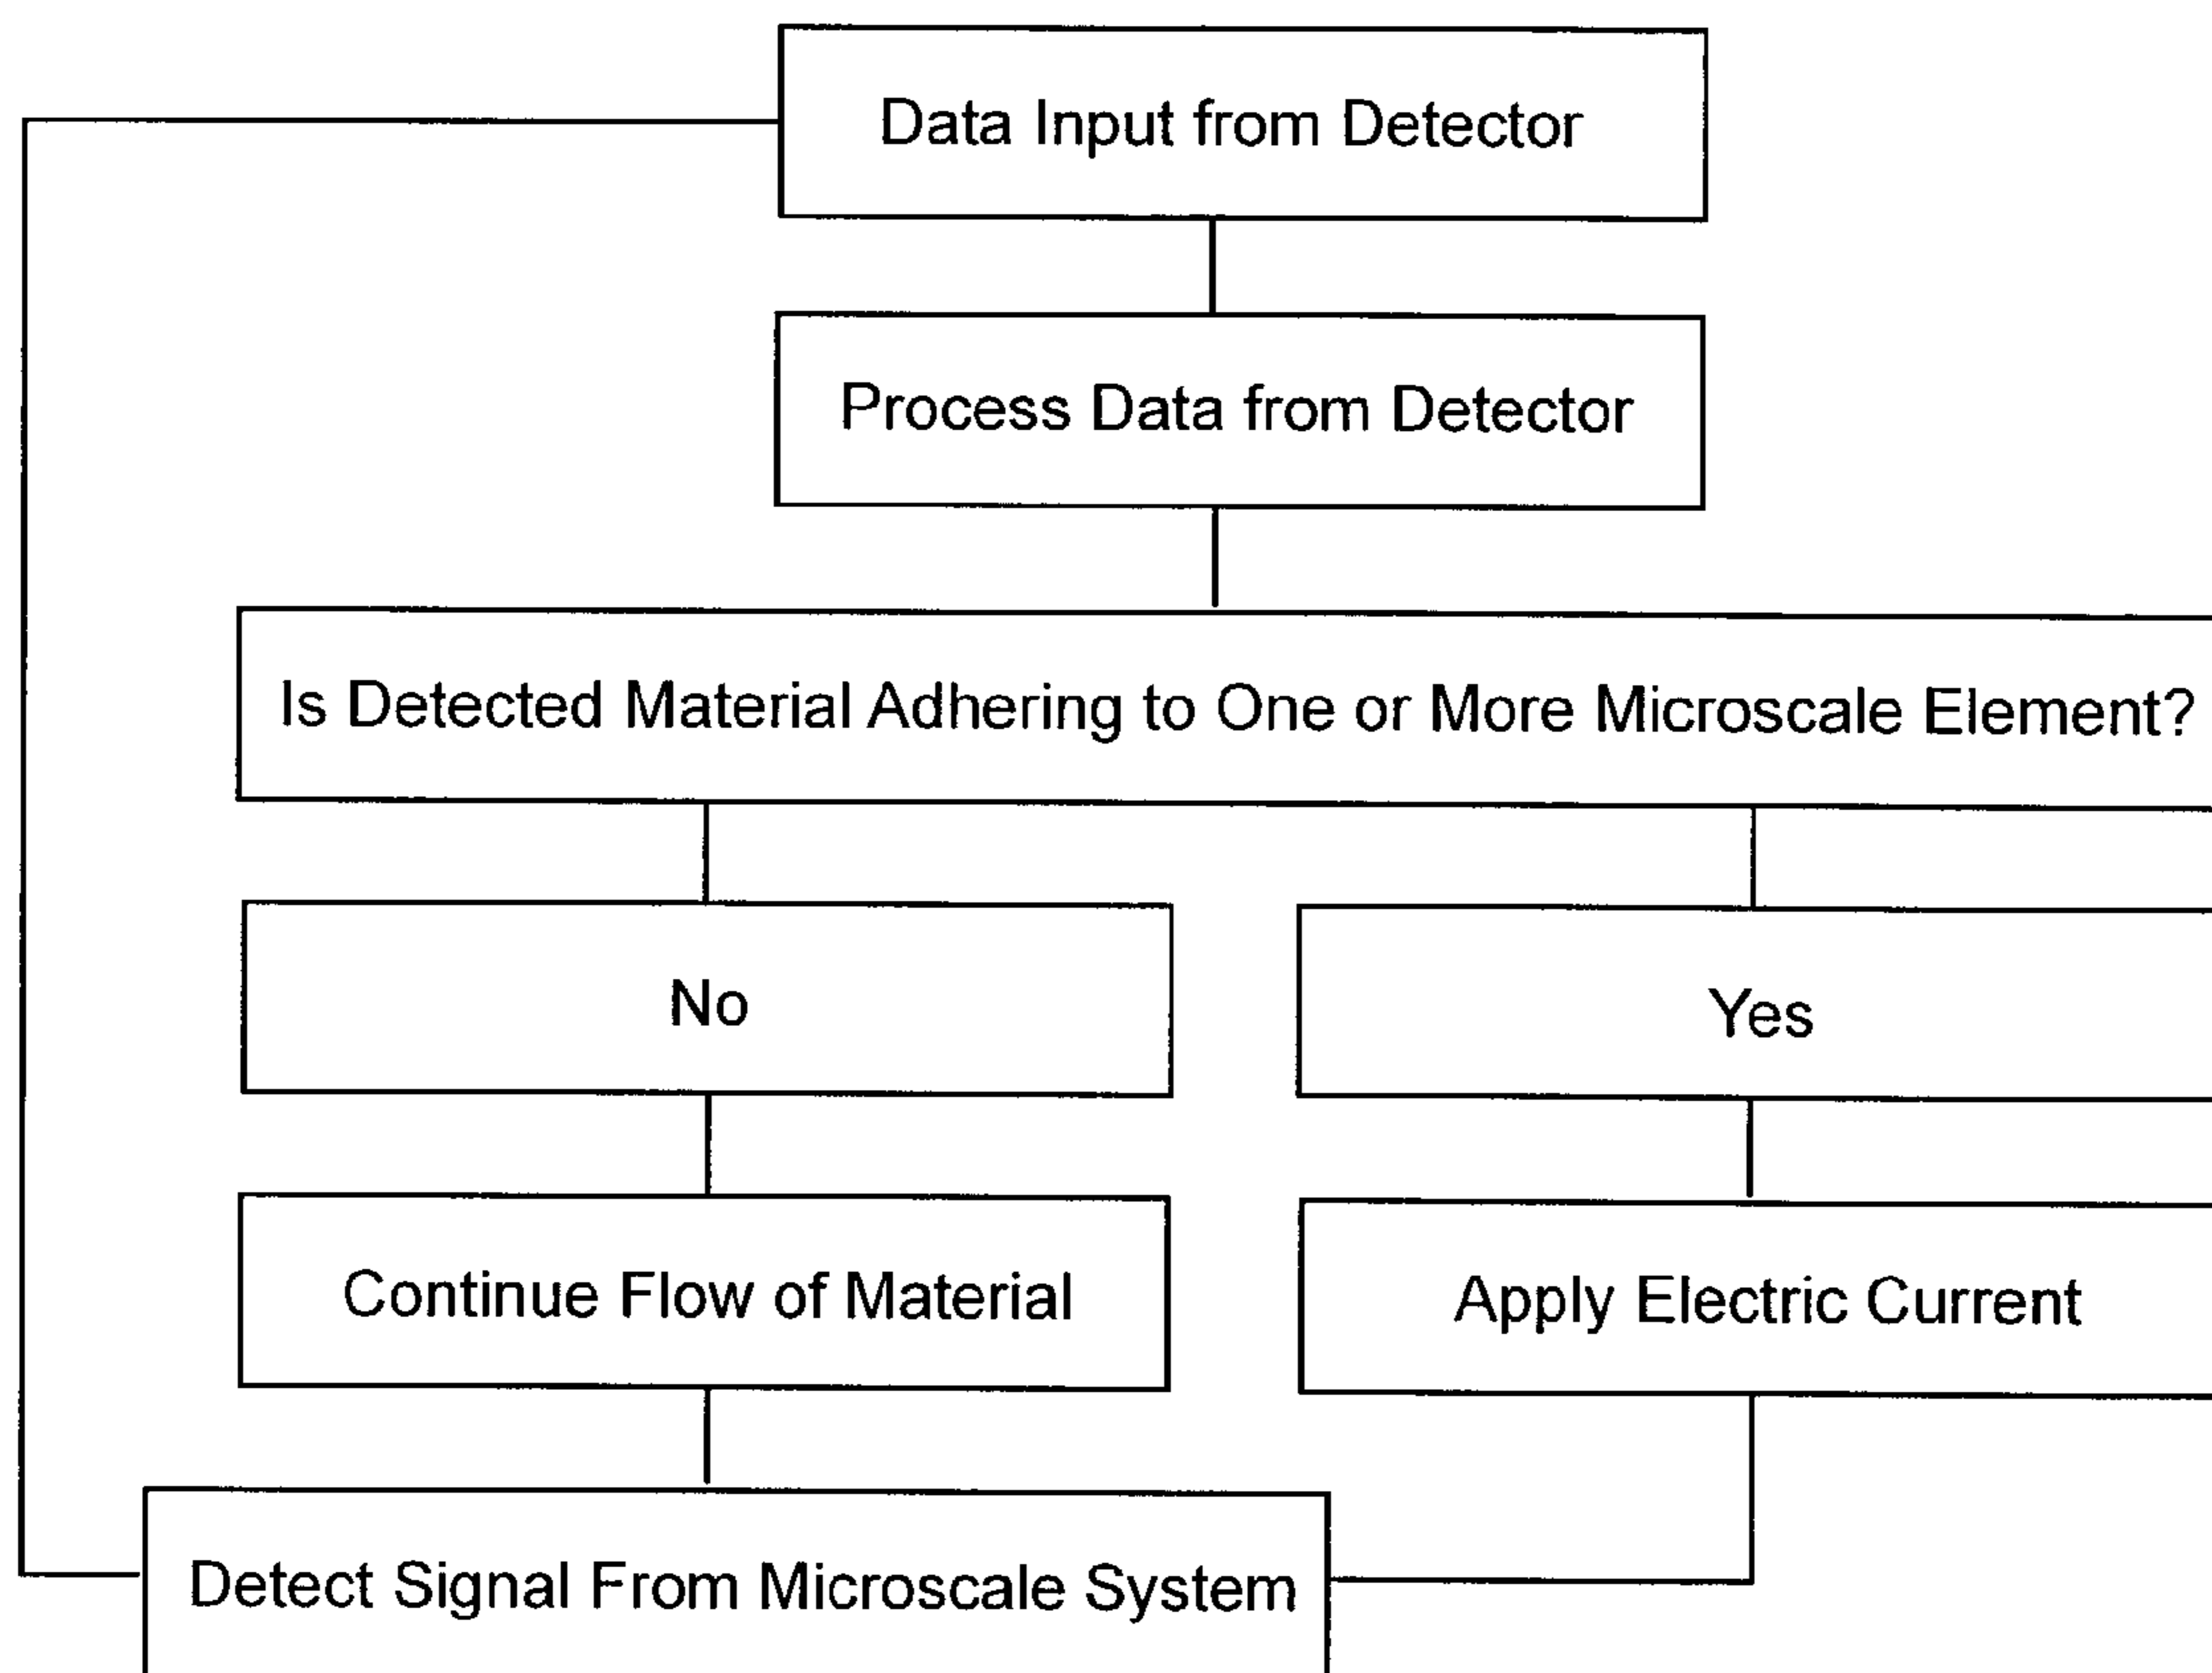 Data Input from Detector
Process Data from Detector
Is Detected Material Adhering to One or More Microscale Element?
No
Yes
Continue Flow of Material
Apply Electric Current
Detect Signal From Microscale System